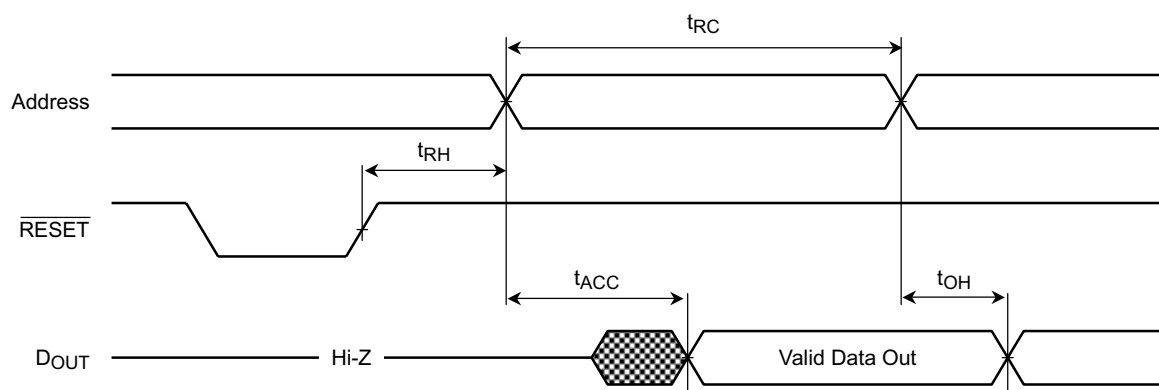 tRC
Address
tRH
RESET
tACC
tOH
DOUT
Hi-Z
Valid Data Out